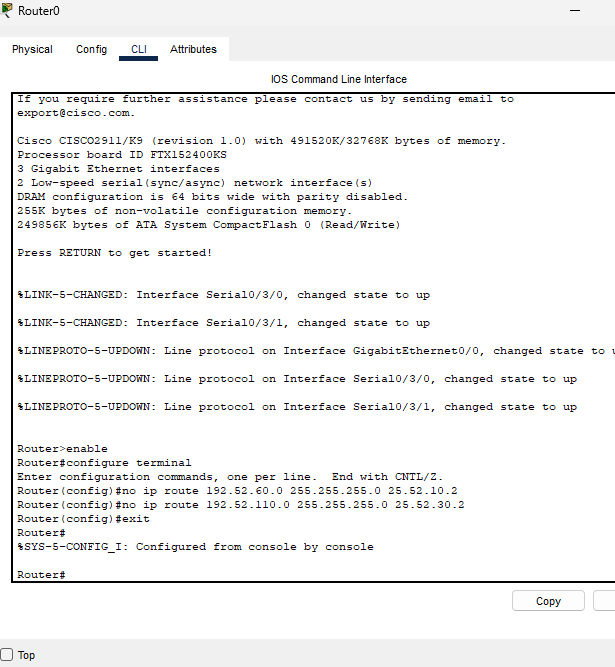 Router0
Physical Config CLI Attributes
IOS Command Line Interface
If you require further assistance please contact us by sending email to
export@cisco.com.
Cisco CISCO2911/K9 (revision 1.0) with 491520K/32768K bytes of memory.
Processor board ID FTX152400KS
3 Gigabit Ethernet interfaces
2 Low-speed serial(sync/async) network interface(s)
DRAM configuration is 64 bits wide with parity disabled.
255K bytes of non-volatile configuration memory.
249856K bytes of ATA System CompactFlash 0 (Read/Write)
Press RETURN to get started!
%LINK-5-CHANGED: Interface Serial0/3/0, changed state to up
%LINK-5-CHANGED: Interface Serial0/3/1, changed state to up
%LINEPROTO-5-UPDOWN: Line protocol on Interface GigabitEthernet0/0, changed state to
%LINEPROTO-5-UPDOWN: Line protocol on Interface Serial0/3/0, changed state to up
%LINEPROTO-5-UPDOWN: Line protocol on Interface Serial0/3/1, changed state to up
Router>enable
Router#configure terminal
Enter configuration commands, one per line. End with CNTL/Z.
Router(config)#no ip route 192.52.60.0 255.255.255.0 25.52.10.2
Router(config)#no ip route 192.52.110.0 255.255.255.0 25.52.30.2
Router(config)#exit
Router#
%SYS-5-CONFIG_I: Configured from console by console
Router#
Copy
Top